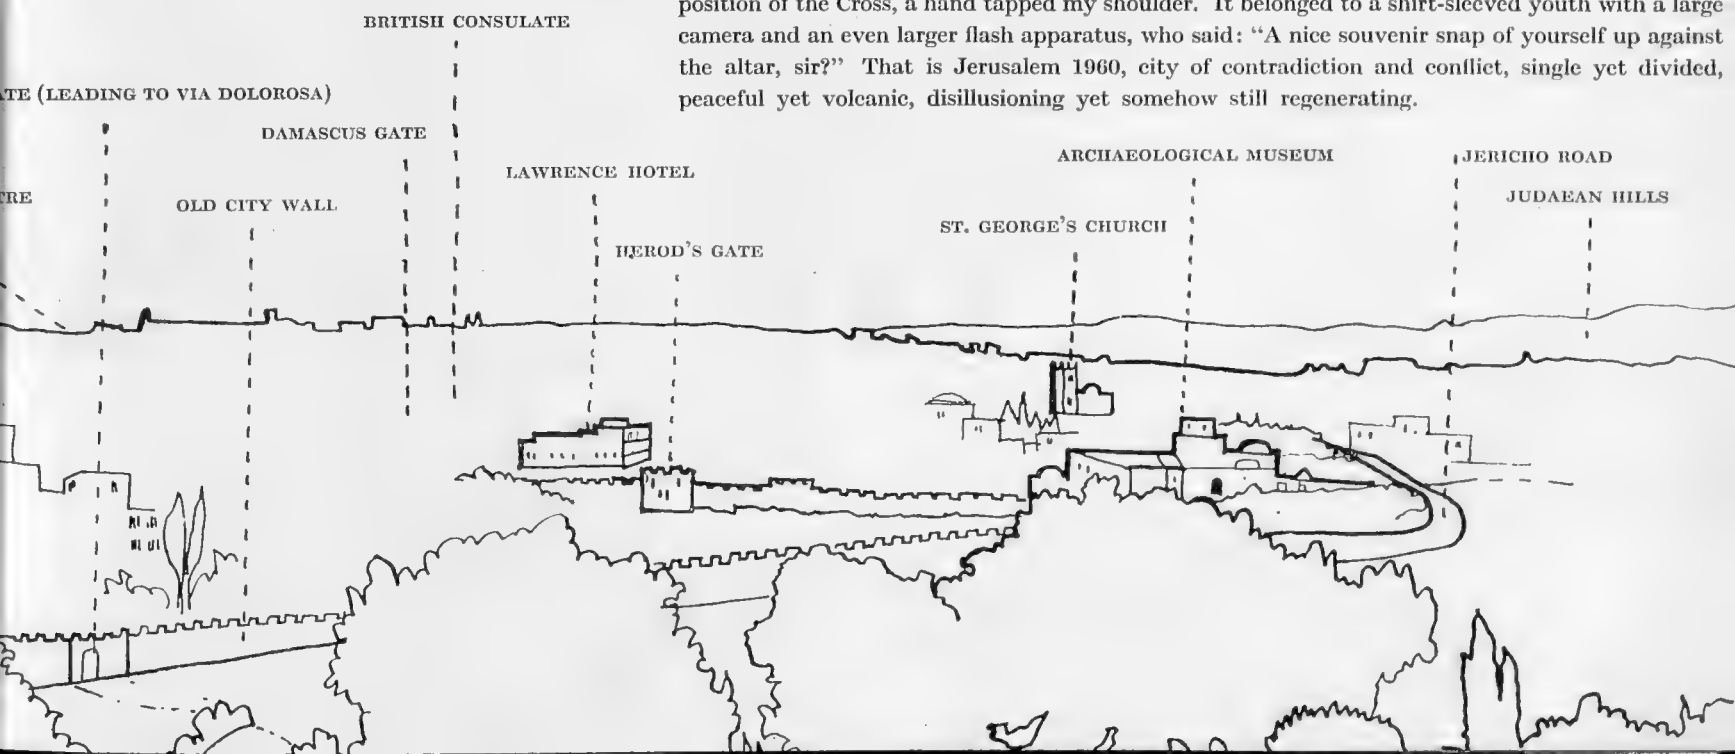 position of the Cross, a hand tapped my shoulder. It belonged to a shirt-sleeved youth with a large
camera and an even larger flash apparatus, who said: “A nice souvenir snap of yourself up against
the altar, sir?” That is Jerusalem 1960, city of contradiction and conflict, single yet divided,
peaceful yet volcanic, disillusioning yet somehow still regenerating.
BRITISH CONSULATE
ATE (LEADING TO VIA DOLOROSA)
DAMASCUS GATE
LAWRENCE HOTEL
ARCHAEOLOGICAL MUSEUM
JERICHO ROAD
CRE
OLD CITY WALL
JUDAEAN HILLS
ST. GEORGE’S CHURCH
HEROD’S GATE